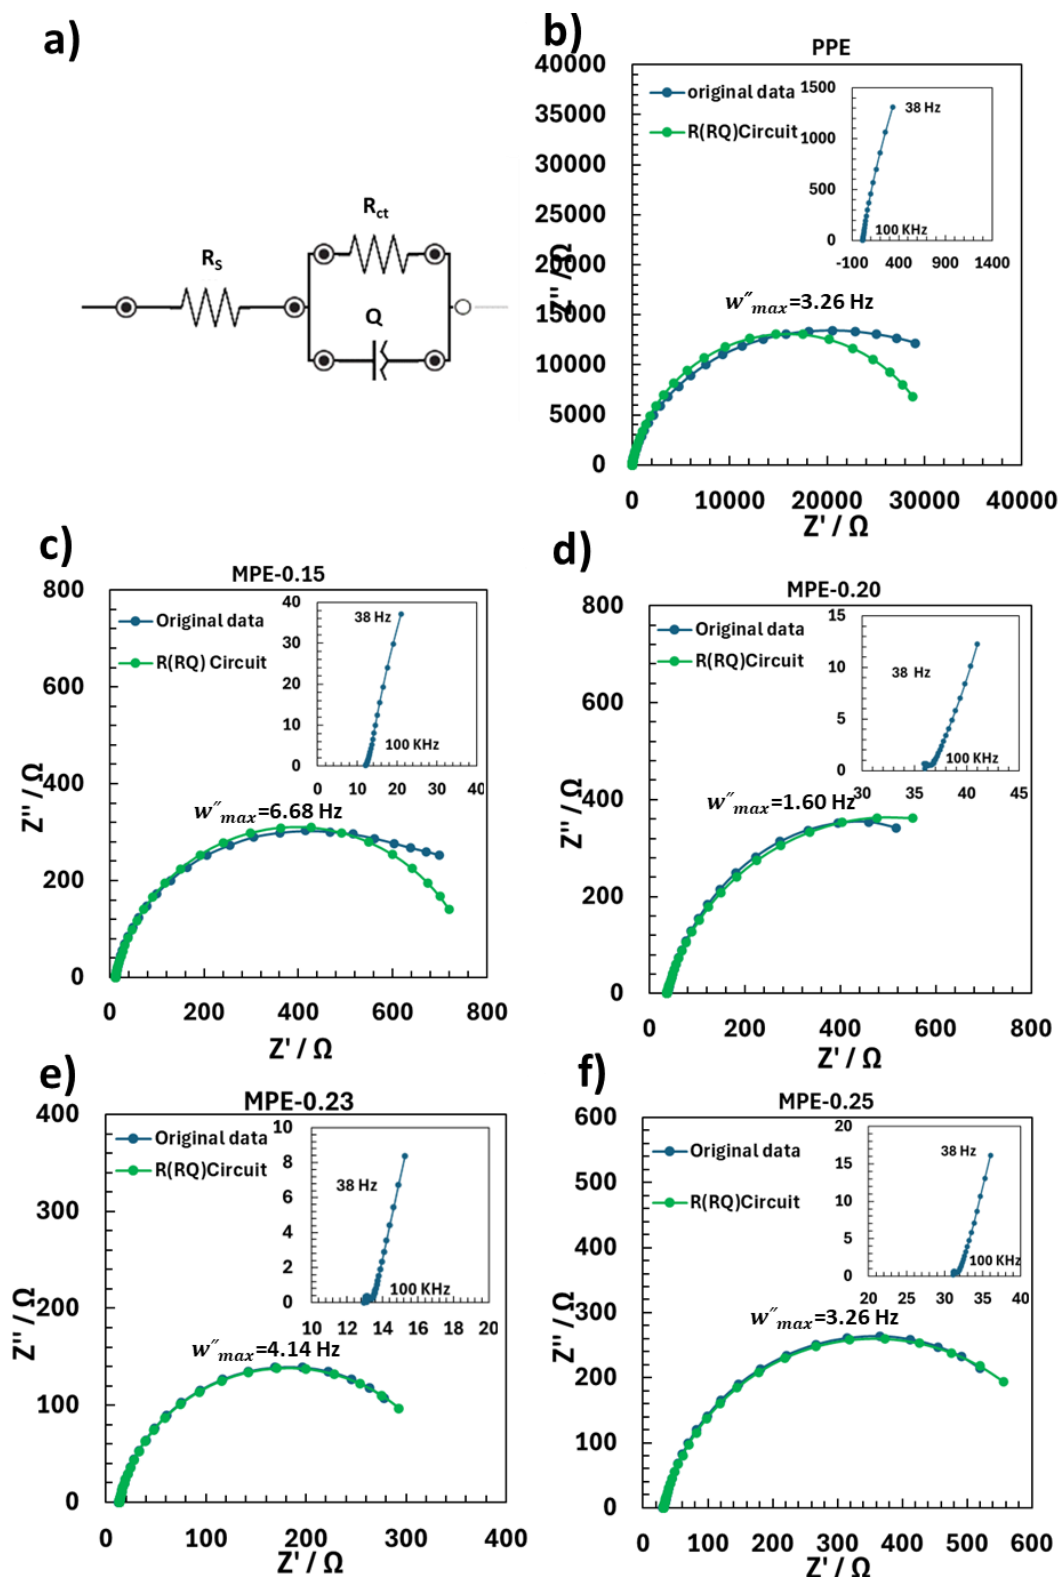 a)
R_S
R_ct
Q
b)
PPE
40000
35000
30000
25000
20000
15000
10000
5000
0
Z'' / Ω
original data
R(RQ)Circuit
1500
1000
500
0
38 Hz
100 KHz
-100 400 900 1400
w″_max=3.26 Hz
0 10000 20000 30000 40000
Z' / Ω
c)
MPE-0.15
800
600
400
200
0
Z'' / Ω
Original data
R(RQ) Circuit
40
30
20
10
0
38 Hz
100 KHz
0 10 20 30 40
w″_max=6.68 Hz
0 200 400 600 800
Z' / Ω
d)
MPE-0.20
800
600
400
200
0
Z'' / Ω
Original data
R(RQ)Circuit
15
10
5
0
38 Hz
100 KHz
30 35 40 45
w″_max=1.60 Hz
0 200 400 600 800
Z' / Ω
e)
MPE-0.23
400
300
200
100
0
Z'' / Ω
Original data
R(RQ)Circuit
10
8
6
4
2
0
38 Hz
100 KHz
10 12 14 16 18 20
w″_max=4.14 Hz
0 100 200 300 400
Z' / Ω
f)
MPE-0.25
600
500
400
300
200
100
0
Z'' / Ω
Original data
R(RQ)Circuit
20
15
10
5
0
38 Hz
100 KHz
20 25 30 35 40
w″_max=3.26 Hz
0 100 200 300 400 500 600
Z' / Ω